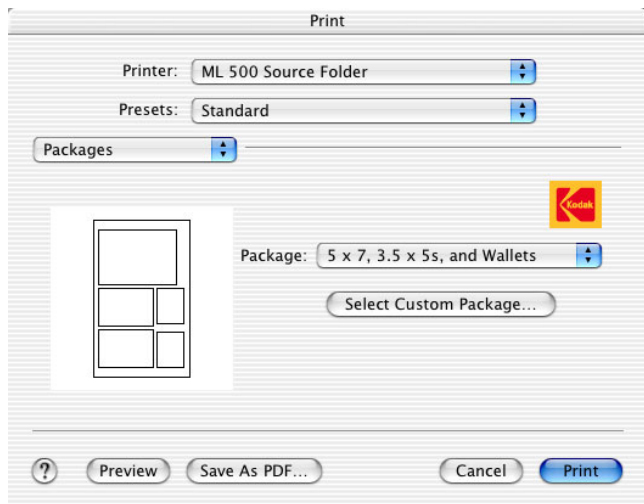 Print
Printer: ML 500 Source Folder
Presets: Standard
Packages
Kodak
Package: 5 x 7, 3.5 x 5s, and Wallets
Select Custom Package...
? Preview Save As PDF... Cancel Print